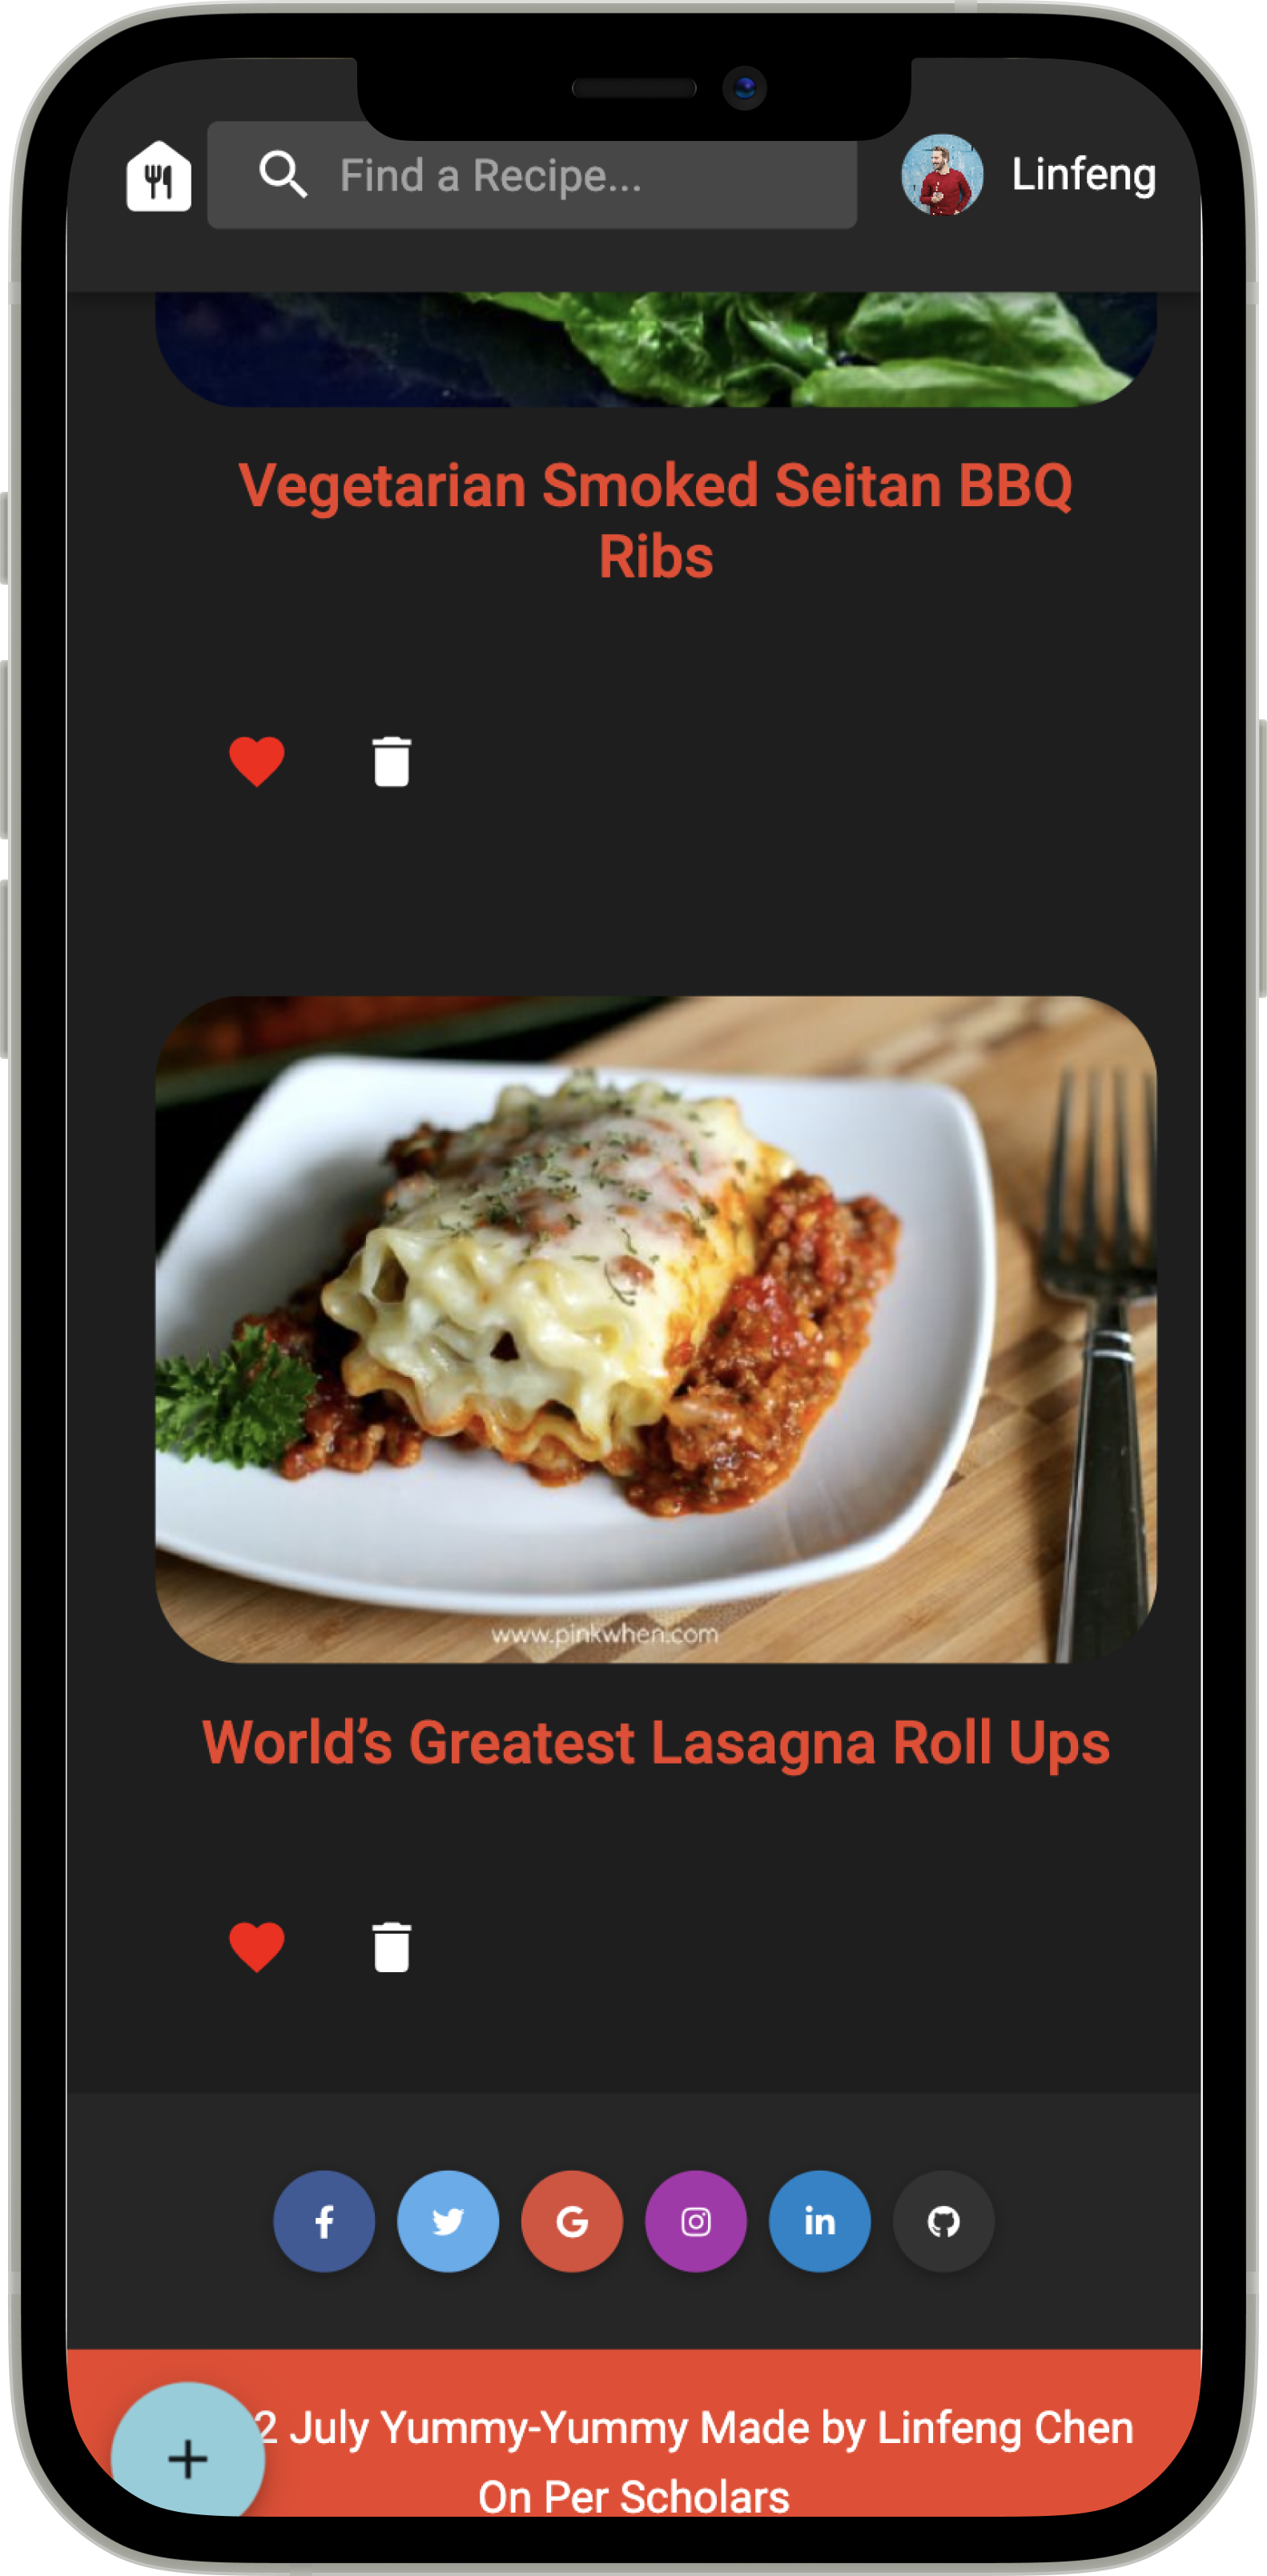 Find a Recipe...
Linfeng
Vegetarian Smoked Seitan BBQ
Ribs
www.pinkwhen.com
World’s Greatest Lasagna Roll Ups
f
G
in
2 July Yummy-Yummy Made by Linfeng Chen
On Per Scholars